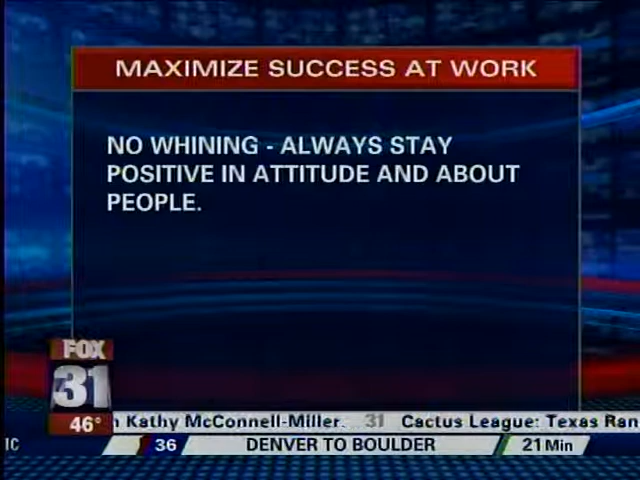 MAXIMIZE SUCCESS AT WORK
NO WHINING - ALWAYS STAY
POSITIVE IN ATTITUDE AND ABOUT
PEOPLE.
FOX
31
46°
Kathy McConnell-Miller. 31 Cactus League: Texas Ran
IC 36 DENVER TO BOULDER 21 Min